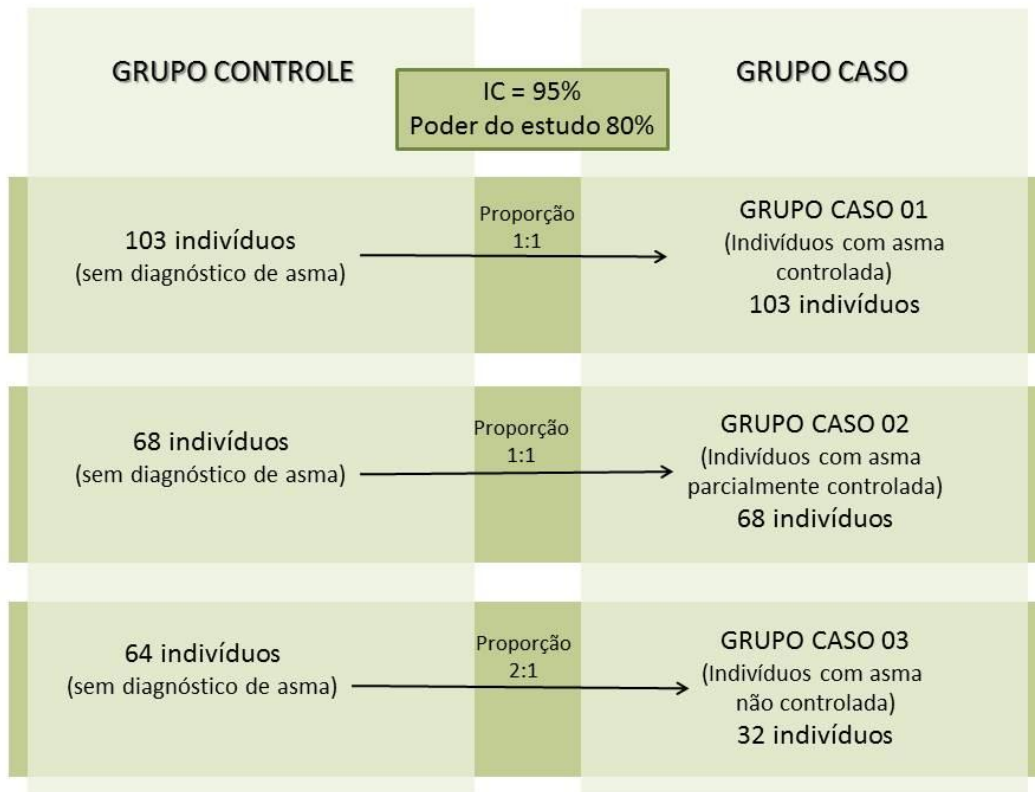 GRUPO CONTROLE
GRUPO CASO
IC = 95%
Poder do estudo 80%
103 indivíduos
(sem diagnóstico de asma)
Proporção
1:1
GRUPO CASO 01
(Indivíduos com asma
controlada)
103 indivíduos
68 indivíduos
(sem diagnóstico de asma)
Proporção
1:1
GRUPO CASO 02
(Indivíduos com asma
parcialmente controlada)
68 indivíduos
64 indivíduos
(sem diagnóstico de asma)
Proporção
2:1
GRUPO CASO 03
(Indivíduos com asma
não controlada)
32 indivíduos